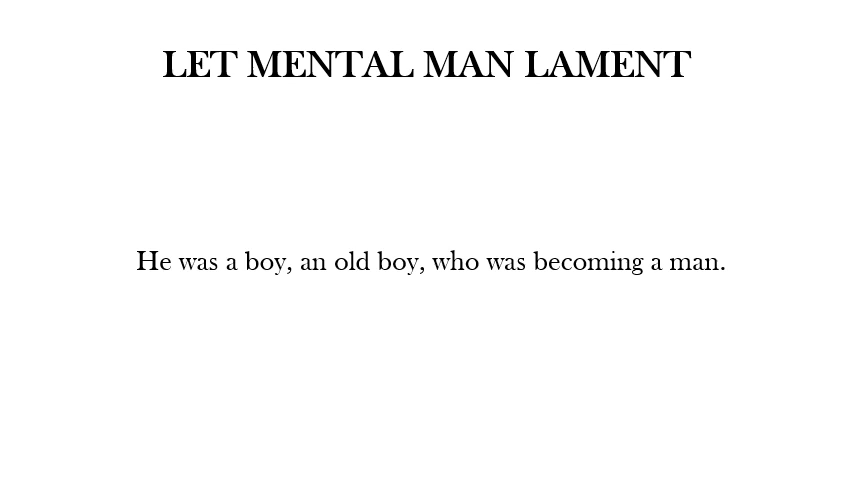 LET MENTAL MAN LAMENT
He was a boy, an old boy, who was becoming a man.